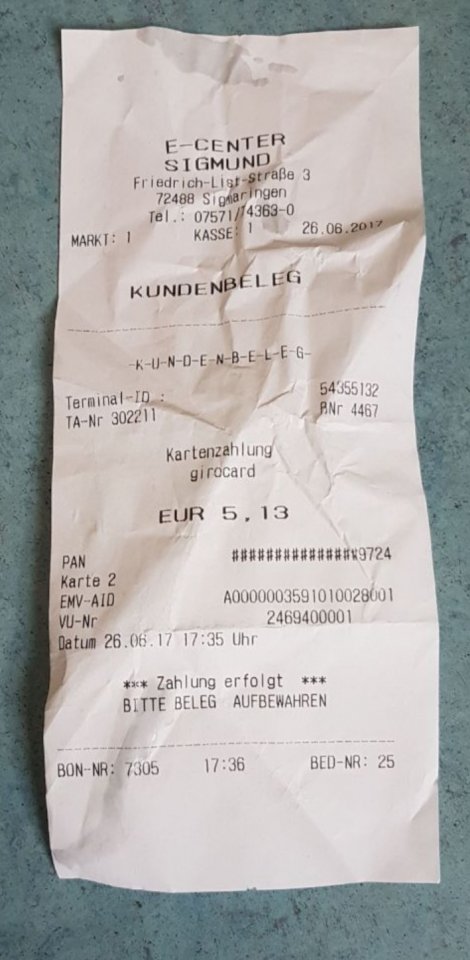 E-CENTER
SIGMUND
Friedrich-List-Straße 3
72488 Sigmaringen
Tel.: 07571/74363-0
MARKT: 1 KASSE: 1 26.06.2017
KUNDENBELEG
-K-U-N-D-E-N-B-E-L-E-G-
Terminal-ID : 54355132
TA-Nr 302211 BNr 4467
Kartenzahlung
girocard
EUR 5,13
PAN ###############9724
Karte 2
EMV-AID A0000003591010028001
VU-Nr 2469400001
Datum 26.06.17 17:35 Uhr
*** Zahlung erfolgt ***
BITTE BELEG AUFBEWAHREN
BON-NR: 7305 17:36 BED-NR: 25